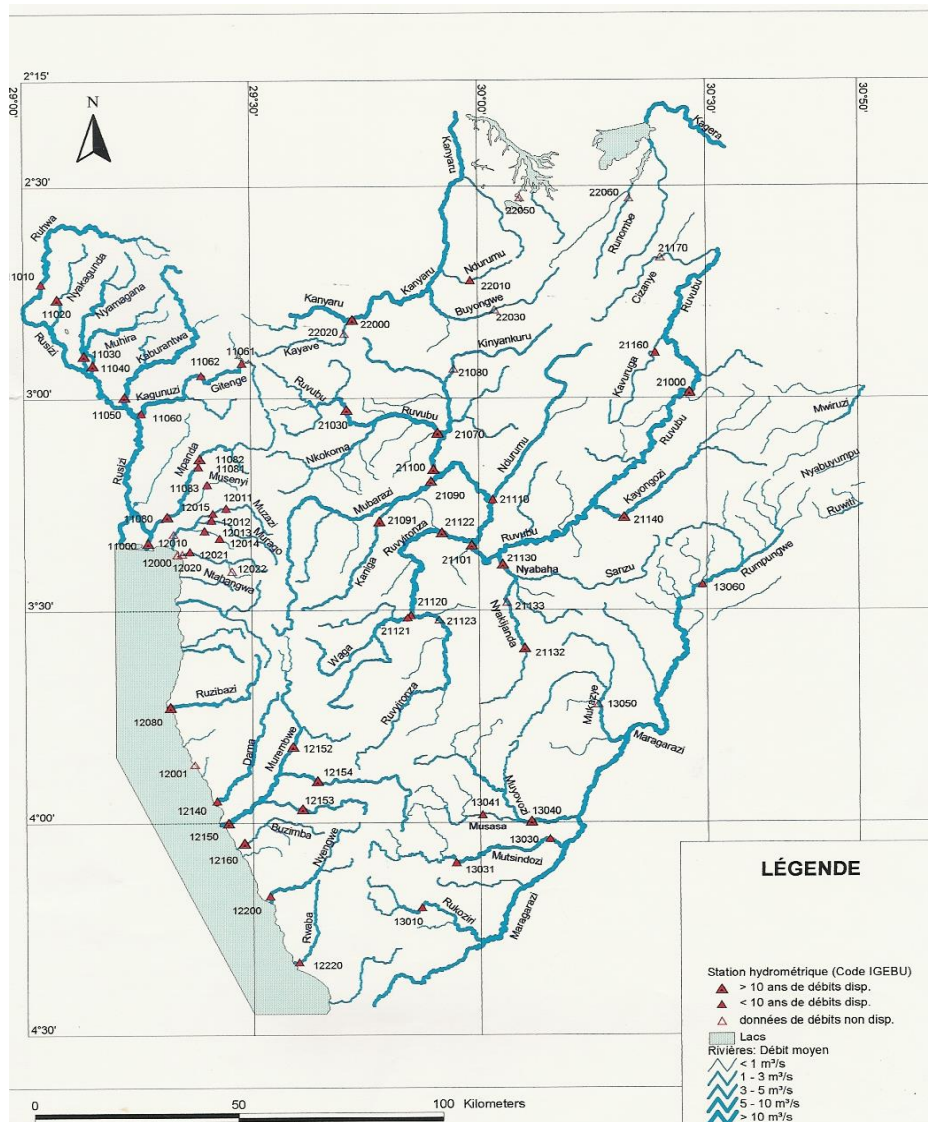 2°15'
29°00'
29°30'
30°00'
30°30'
30°50'
N
Kagera
Kanyaru
2°30'
22050
22060
Runombe
Ruhwa
21170
Nyakagunda
Ndurumu
22010
Cizanye
Ruvubu
11010
11020
Nyamagana
Kanyaru
Kanyaru
Buyongwe
22030
22000
22020
Rusizi
Muhira
Kaburantwa
Kayave
Kinyankuru
21160
11030
11040
11061
11062
21080
Kavuruga
Gitenge
Kagunuzi
21000
3°00'
11050
11060
Ruvubu
21030
Ruvubu
21070
Mwiruzi
Ruvubu
Rusizi
Mpanda
11082
11081
Nkokoma
21100
Ndurumu
Nyabuyumpu
Musenyi
11083
21090
Kayongozi
Ruwiti
12011
Mubarazi
21110
12015
Muzazi
11080
12012
21091
21122
21140
12013
Ruvyironza
Ruvubu
Rumpungwe
12010
12014
Murago
11000
21101
21130
12000
12021
Nyabaha
Sanzu
12020
12022
Kaniga
13060
Ntabangwa
21133
3°30'
21120
Nyakijanda
21121
21123
21132
Waga
Ruzibazi
Ruvyironza
Mukazye
13050
12080
Maragarazi
Dama
Murembwe
12152
12001
12154
Muyovozi
12140
12153
13041
13040
4°00'
Musasa
12150
13030
Buzimba
Nyengwe
12160
Mutsindozi
13031
12200
Rukoziri
13010
Maragarazi
Rwaba
12220
4°30'
LÉGENDE
Station hydrométrique (Code IGEBU)
> 10 ans de débits disp.
< 10 ans de débits disp.
données de débits non disp.
Lacs
Rivières: Débit moyen
< 1 m³/s
1 - 3 m³/s
3 - 5 m³/s
5 - 10 m³/s
> 10 m³/s
0 50 100 Kilometers